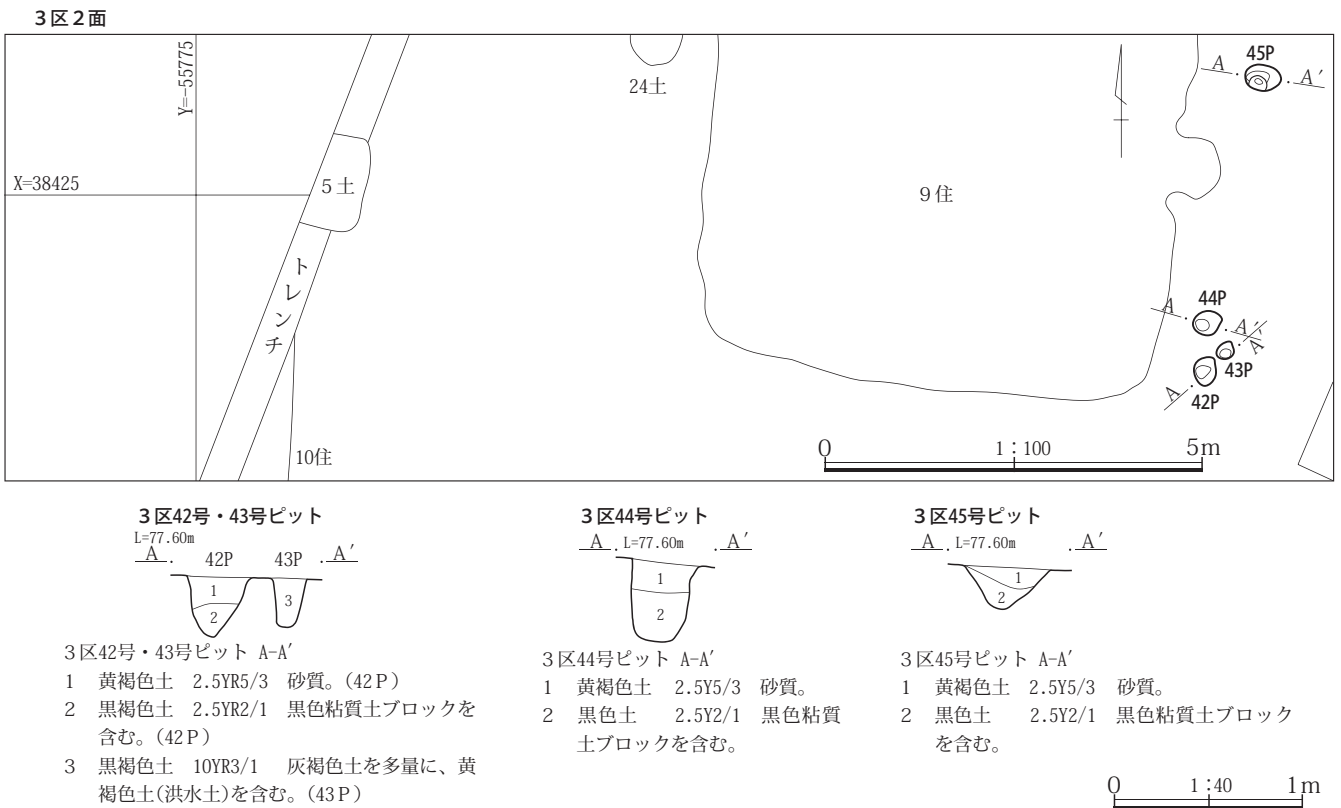 3区2面
Y=-55775
X=38425
5土
トレンチ
10住
24土
9住
45P
A A′
44P
A A′
43P
A′
42P
A
0 1:100 5m
3区42号・43号ピット
L=77.60m
A 42P 43P A′
1
2
3
3区42号・43号ピット A-A′
1 黄褐色土 2.5YR5/3 砂質。(42P)
2 黒褐色土 2.5YR2/1 黒色粘質土ブロックを
含む。(42P)
3 黒褐色土 10YR3/1 灰褐色土を多量に、黄
褐色土(洪水土)を含む。(43P)
3区44号ピット
A L=77.60m A′
1
2
3区44号ピット A-A′
1 黄褐色土 2.5Y5/3 砂質。
2 黒色土 2.5Y2/1 黒色粘質
土ブロックを含む。
3区45号ピット
A L=77.60m A′
1
2
3区45号ピット A-A′
1 黄褐色土 2.5Y5/3 砂質。
2 黒色土 2.5Y2/1 黒色粘質土ブロック
を含む。
0 1:40 1m